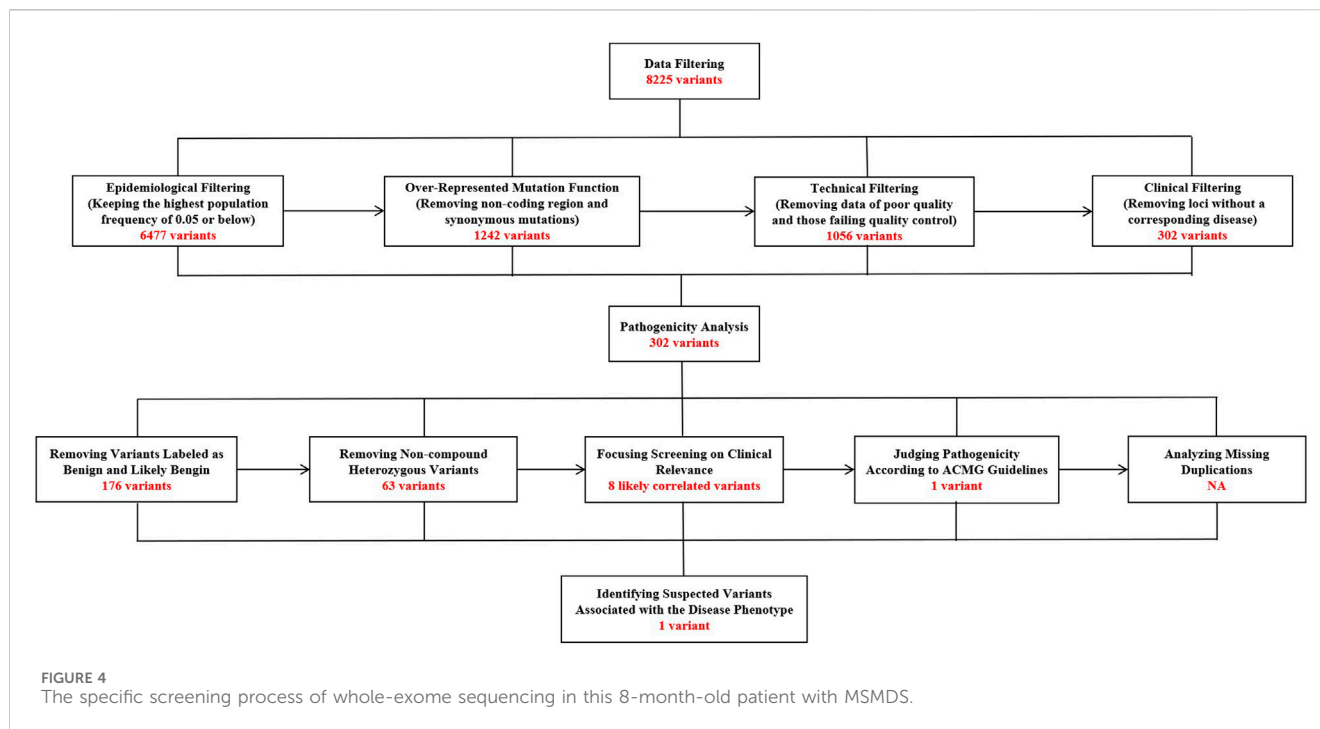 Data Filtering
8225 variants
Epidemiological Filtering
(Keeping the highest population
frequency of 0.05 or below)
6477 variants
Over-Represented Mutation Function
(Removing non-coding region and
synonymous mutations)
1242 variants
Technical Filtering
(Removing data of poor quality
and those failing quality control)
1056 variants
Clinical Filtering
(Removing loci without a
corresponding disease)
302 variants
Pathogenicity Analysis
302 variants
Removing Variants Labeled as
Benign and Likely Bengin
176 variants
Removing Non-compound
Heterozygous Variants
63 variants
Focusing Screening on Clinical
Relevance
8 likely correlated variants
Judging Pathogenicity
According to ACMG Guidelines
1 variant
Analyzing Missing
Duplications
NA
Identifying Suspected Variants
Associated with the Disease Phenotype
1 variant
FIGURE 4
The specific screening process of whole-exome sequencing in this 8-month-old patient with MSMDS.